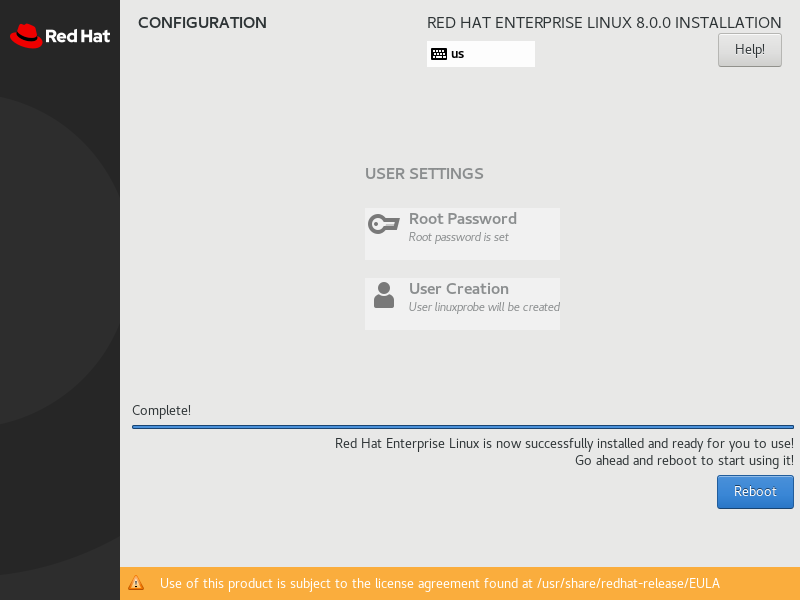 Red Hat
CONFIGURATION
RED HAT ENTERPRISE LINUX 8.0.0 INSTALLATION
us
Help!
USER SETTINGS
Root Password
Root password is set
User Creation
User linuxprobe will be created
Complete!
Red Hat Enterprise Linux is now successfully installed and ready for you to use!
Go ahead and reboot to start using it!
Reboot
Use of this product is subject to the license agreement found at /usr/share/redhat-release/EULA